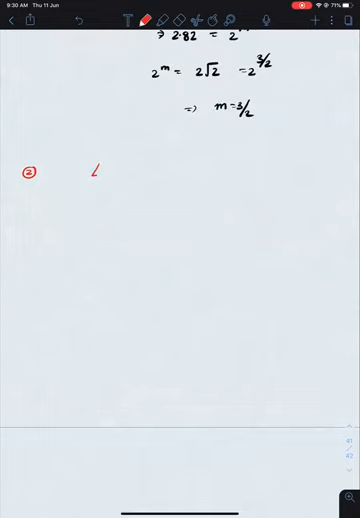 9:30 AM Thu 11 Jun 71%
⇒ 2.82 = 2^m
2^m = 2√2 = 2^3/2
⇒ m = 3/2
②
41
/
42